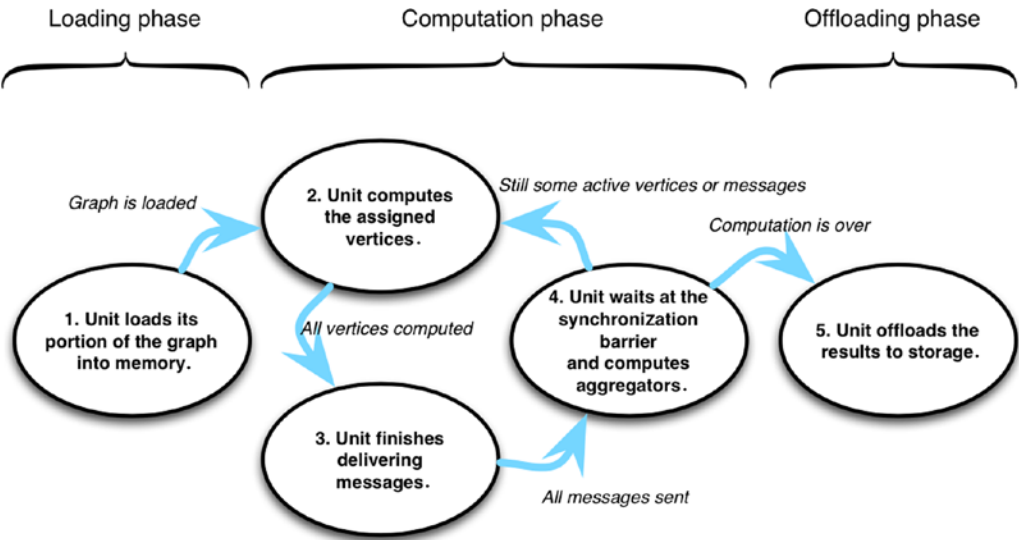 Loading phase
Computation phase
Offloading phase
Graph is loaded
2. Unit computes
the assigned
vertices.
Still some active vertices or messages
Computation is over
1. Unit loads its
portion of the graph
into memory.
All vertices computed
4. Unit waits at the
synchronization
barrier
and computes
aggregators.
5. Unit offloads the
results to storage.
3. Unit finishes
delivering
messages.
All messages sent